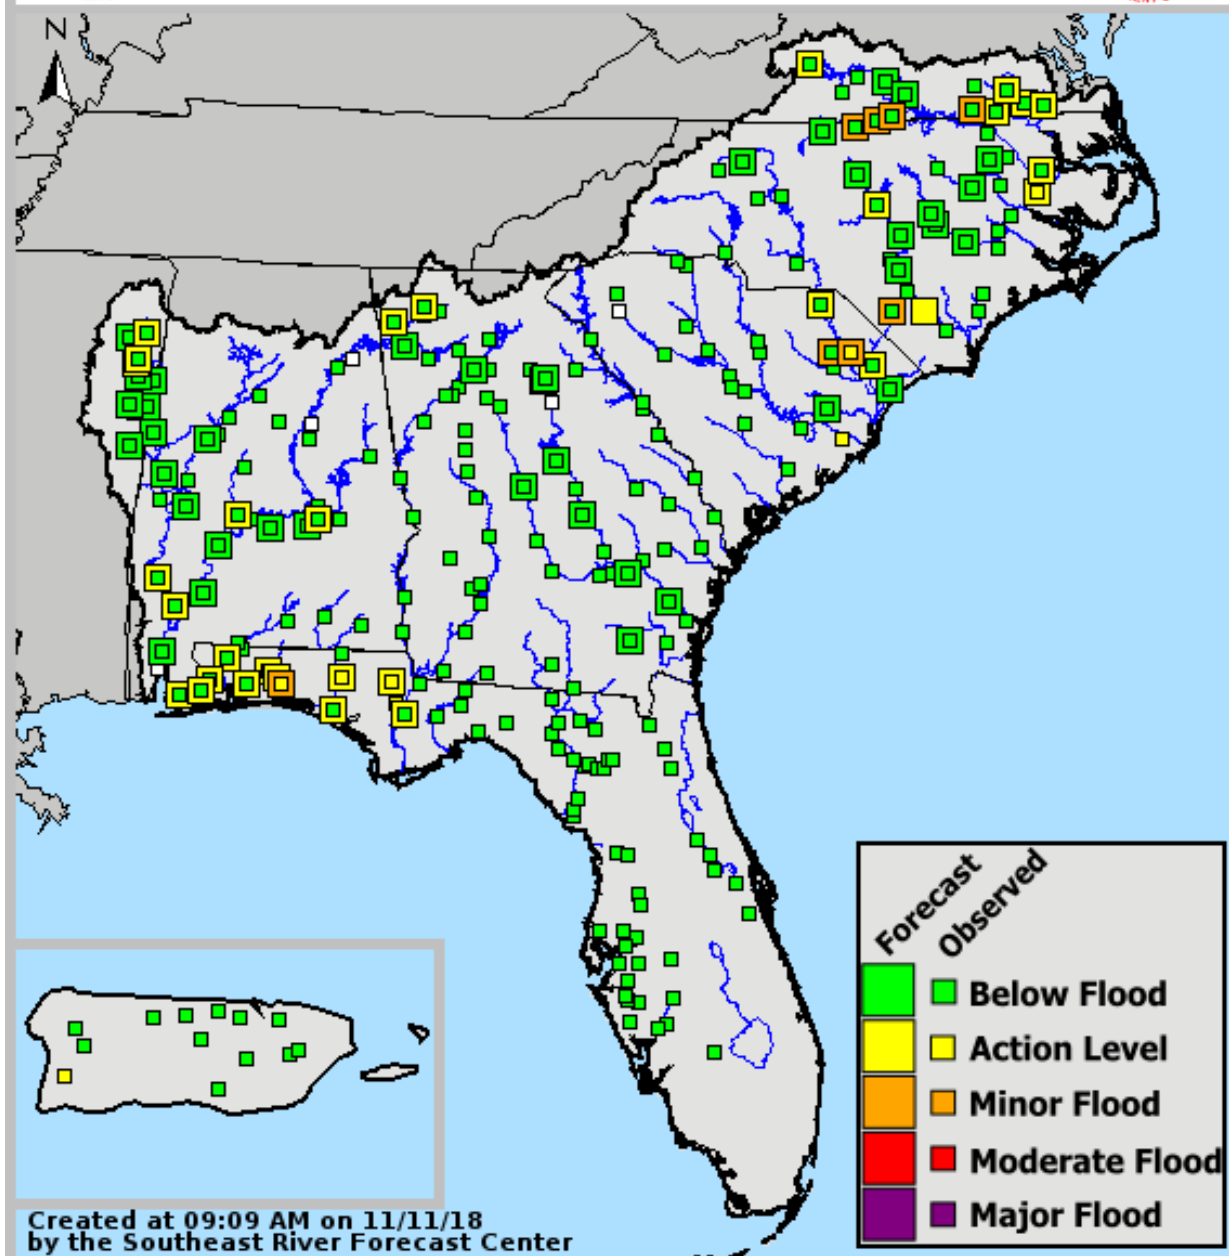 N
Forecast
Observed
Below Flood
Action Level
Minor Flood
Moderate Flood
Major Flood
Created at 09:09 AM on 11/11/18
by the Southeast River Forecast Center